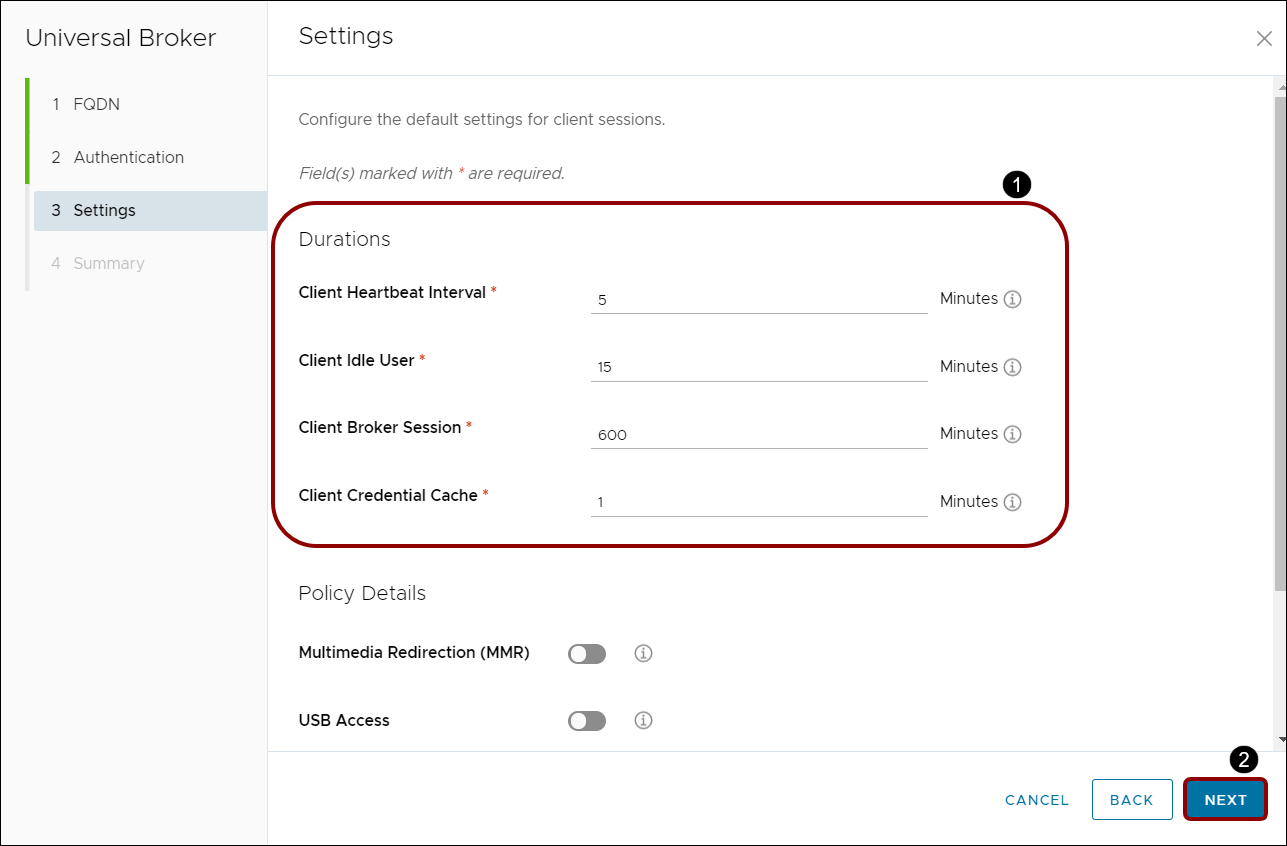 Universal Broker
1 FQDN
2 Authentication
3 Settings
4 Summary
Settings
Configure the default settings for client sessions.
Field(s) marked with * are required.
1
Durations
Client Heartbeat Interval * 5 Minutes
Client Idle User * 15 Minutes
Client Broker Session * 600 Minutes
Client Credential Cache * 1 Minutes
Policy Details
Multimedia Redirection (MMR)
USB Access
2
CANCEL BACK NEXT